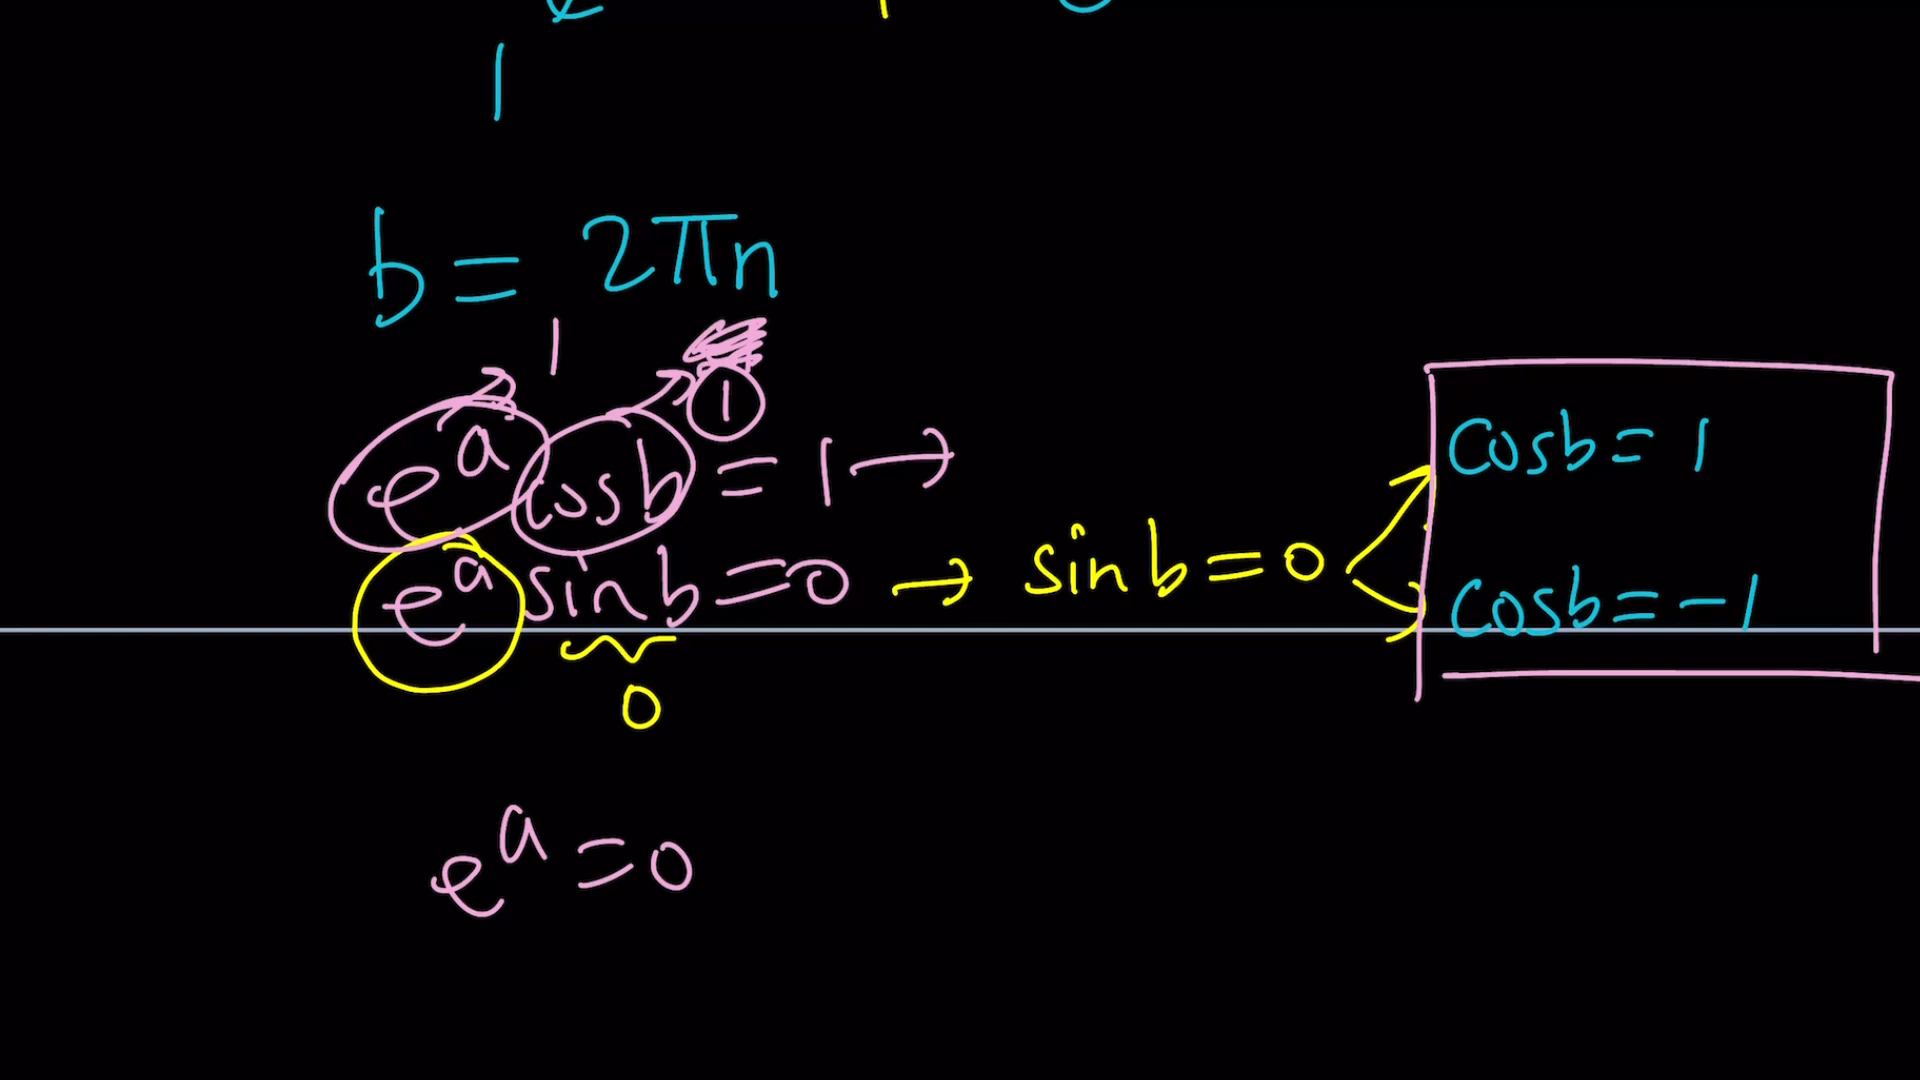 1
b = 2πn
1 1
e^a cos b = 1 → cos b = 1
e^a sin b = 0 → sin b = 0 cos b = -1
0
e^a = 0